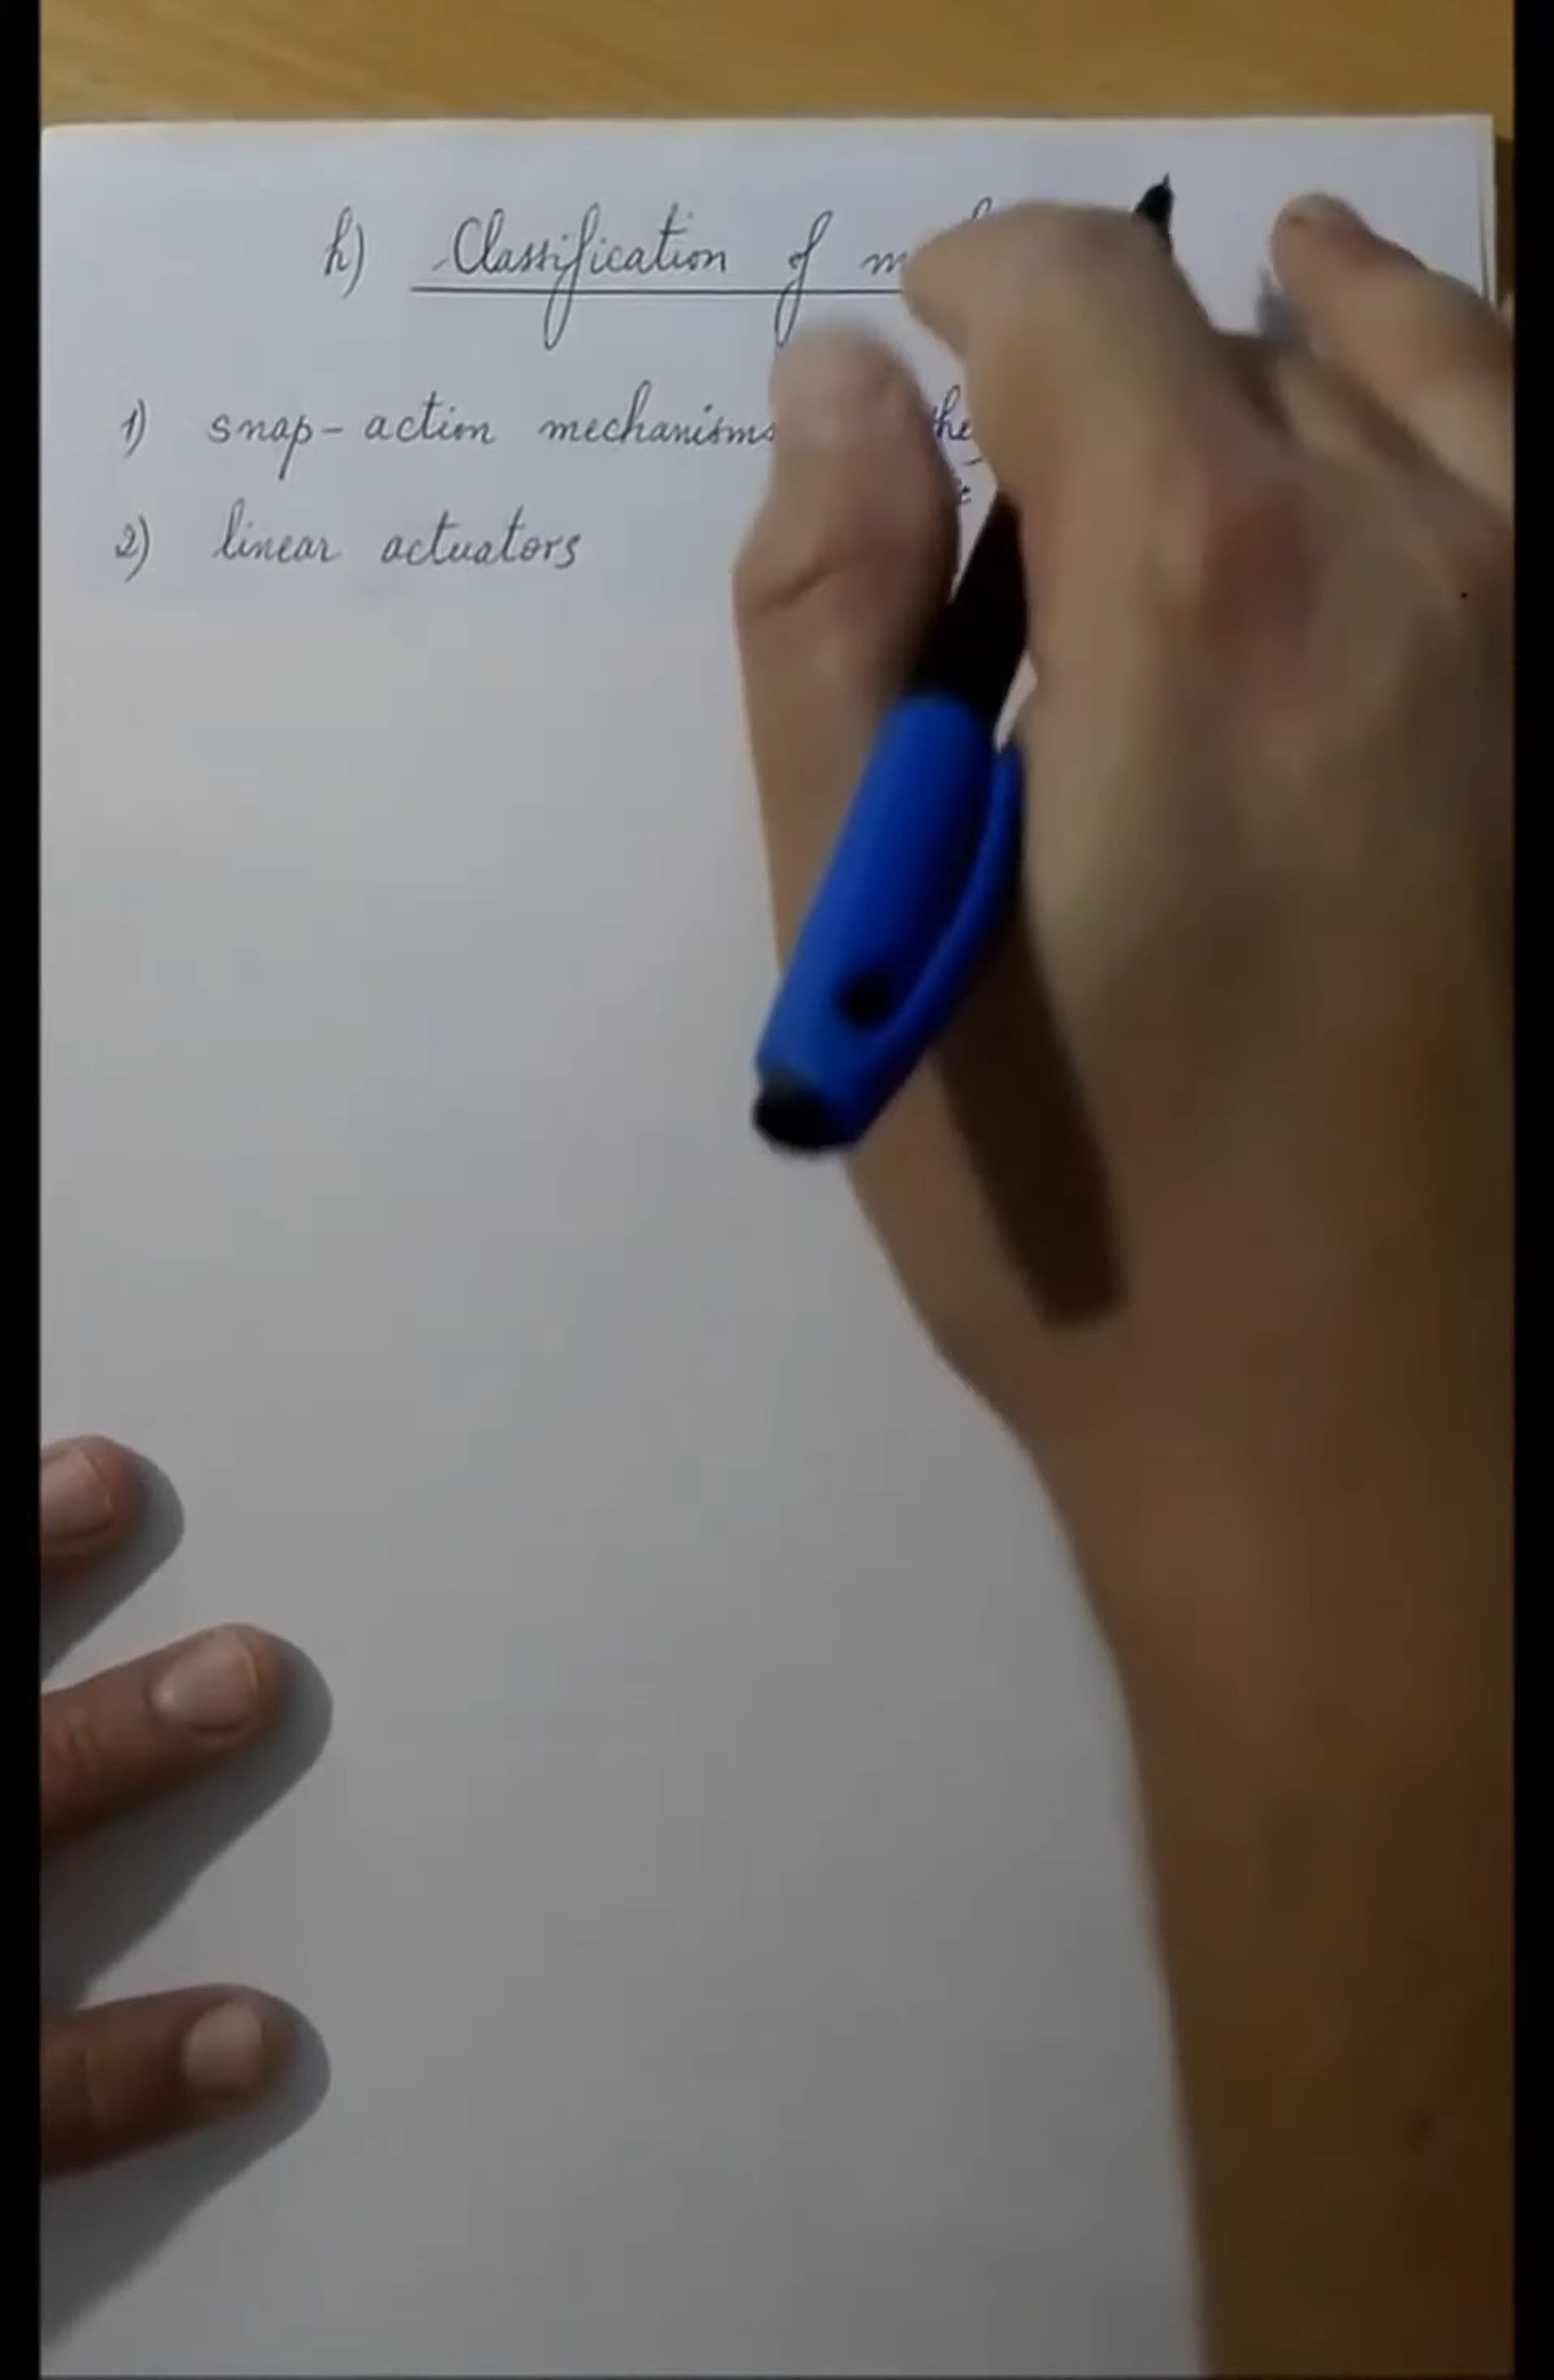 h) Classification of
1) snap-action mechanisms
2) linear actuators